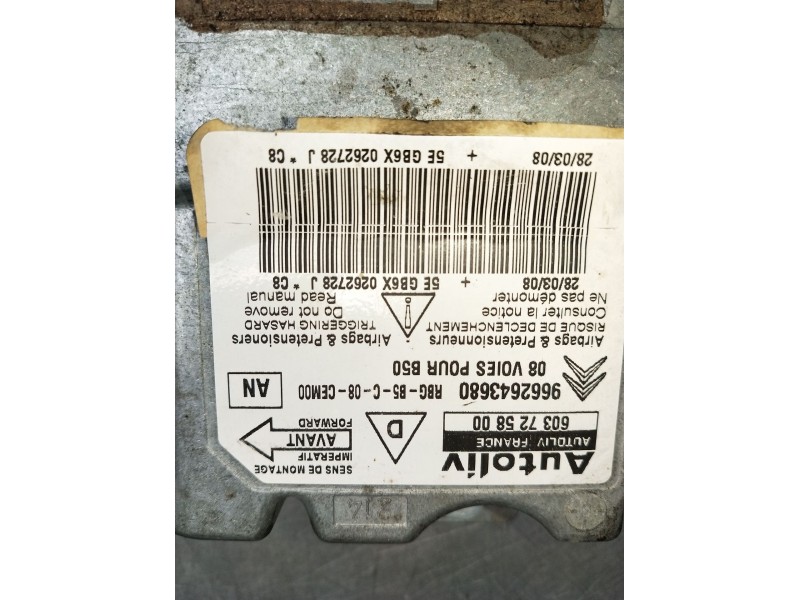 Autoliv
AUTOLIV FRANCE
603 72 58 00
D
SENS DE MONTAGE
IMPERATIF
AVANT
FORWARD
9662643680 RBG-B5-C-08-CEM00
AN
08 VOIES POUR B50
Airbags & Pretensionneurs
RISQUE DE DECLENCHEMENT
Consulter la notice
Ne pas démonter
!
Airbags & Pretensioners
TRIGGERING HASARD
Do not remove
Read manual
28/03/08 + 5E GB6X 0262728 J * C8
28/03/08 + 5E GB6X 0262728 J * C8